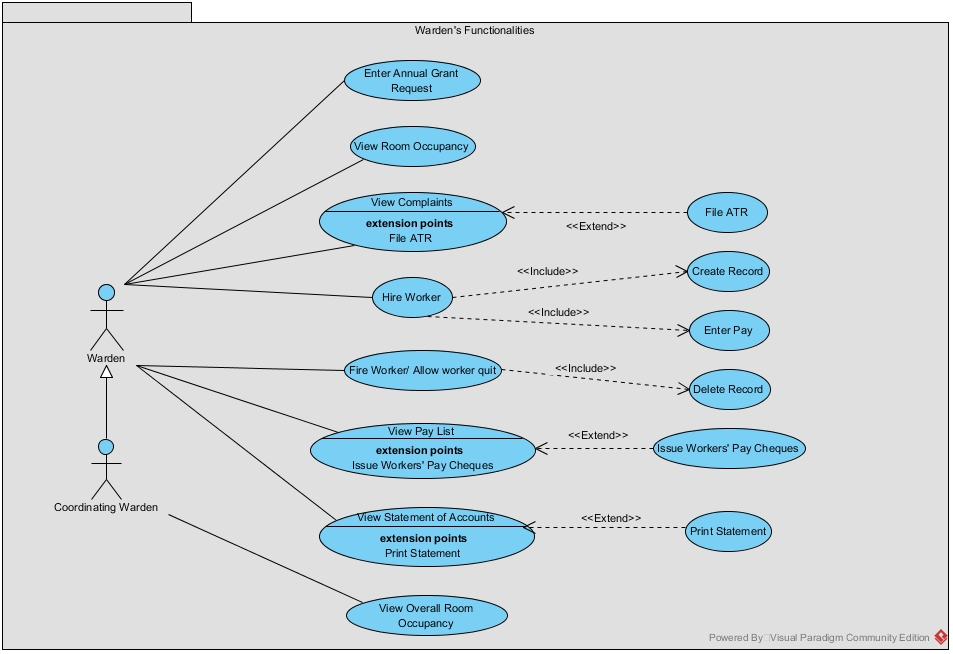 Warden's Functionalities
Enter Annual Grant
Request
View Room Occupancy
View Complaints
extension points
File ATR
<<Extend>>
File ATR
Hire Worker
<<Include>>
Create Record
<<Include>>
Enter Pay
Warden
Fire Worker/ Allow worker quit
<<Include>>
Delete Record
View Pay List
extension points
Issue Workers' Pay Cheques
<<Extend>>
Issue Workers' Pay Cheques
Coordinating Warden
View Statement of Accounts
extension points
Print Statement
<<Extend>>
Print Statement
View Overall Room
Occupancy
Powered By Visual Paradigm Community Edition